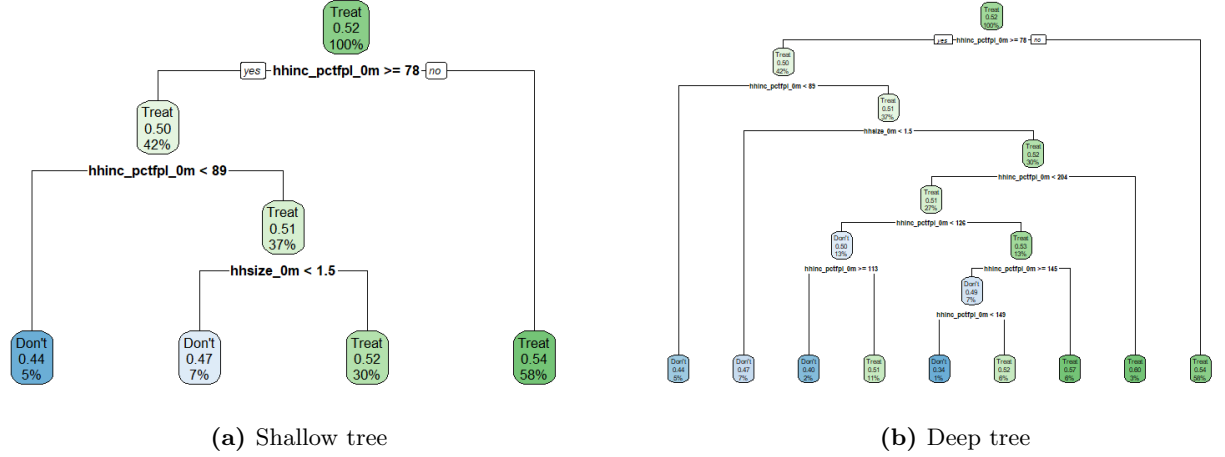 Treat
0.52
100%
yes hhinc_pctfpl_0m >= 78 no
Treat
0.50
42%
hhinc_pctfpl_0m < 89
Treat
0.51
37%
hhsize_0m < 1.5
Don't
0.44
5%
Don't
0.47
7%
Treat
0.52
30%
Treat
0.54
58%
(a) Shallow tree
Treat
0.52
100%
yes hhinc_pctfpl_0m >= 78 no
Treat
0.50
42%
hhinc_pctfpl_0m < 89
Treat
0.51
37%
hhsize_0m < 1.5
Treat
0.52
30%
hhinc_pctfpl_0m < 204
Treat
0.51
27%
hhinc_pctfpl_0m < 126
Don't
0.50
13%
Treat
0.53
13%
hhinc_pctfpl_0m >= 113
hhinc_pctfpl_0m >= 145
Don't
0.49
7%
hhinc_pctfpl_0m < 149
Don't
0.44
5%
Don't
0.47
7%
Don't
0.40
2%
Treat
0.51
11%
Don't
0.34
1%
Treat
0.52
6%
Treat
0.57
6%
Treat
0.60
3%
Treat
0.54
58%
(b) Deep tree